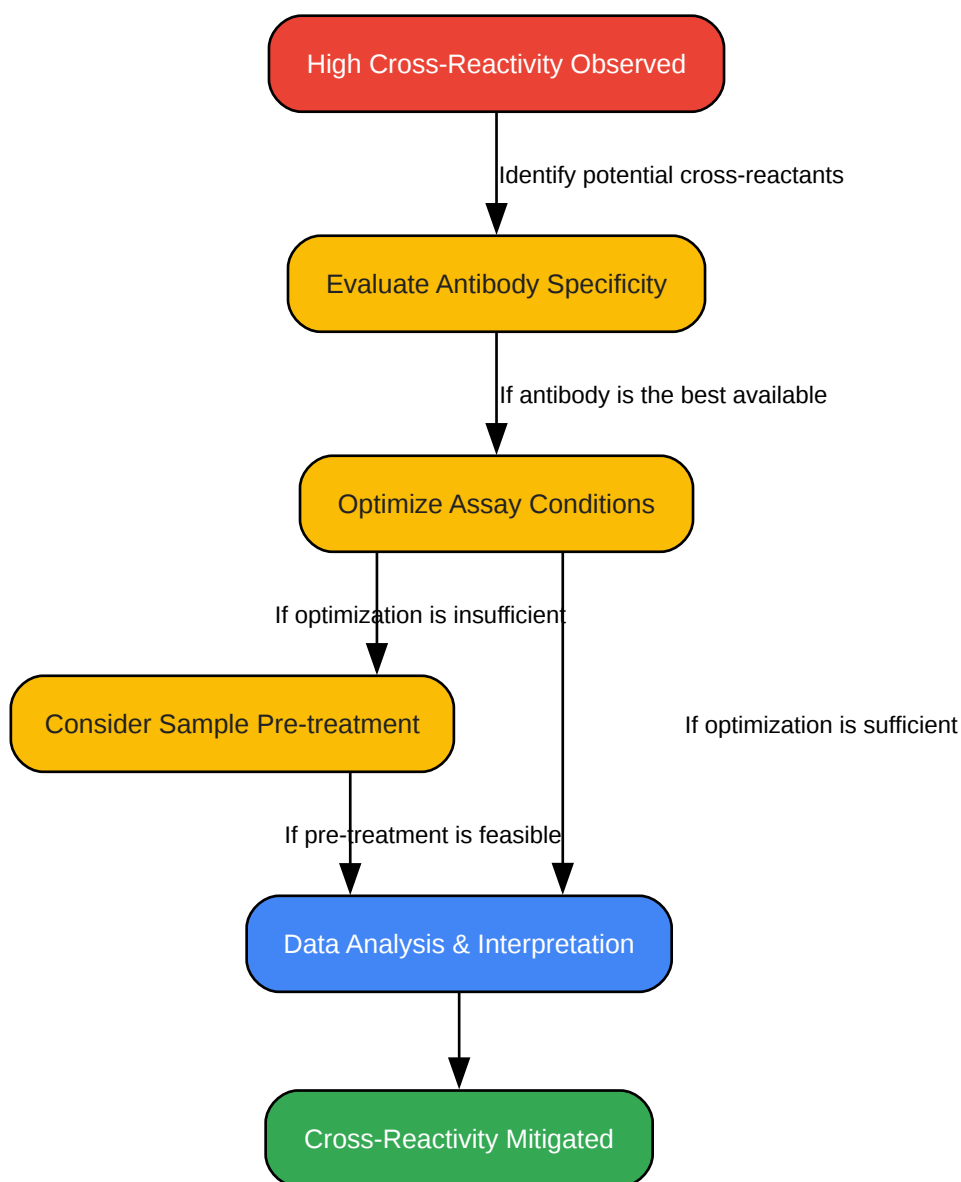 High Cross-Reactivity Observed
Identify potential cross-reactants
Evaluate Antibody Specificity
If antibody is the best available
Optimize Assay Conditions
If optimization is insufficient
Consider Sample Pre-treatment
If optimization is sufficient
If pre-treatment is feasible
Data Analysis & Interpretation
Cross-Reactivity Mitigated